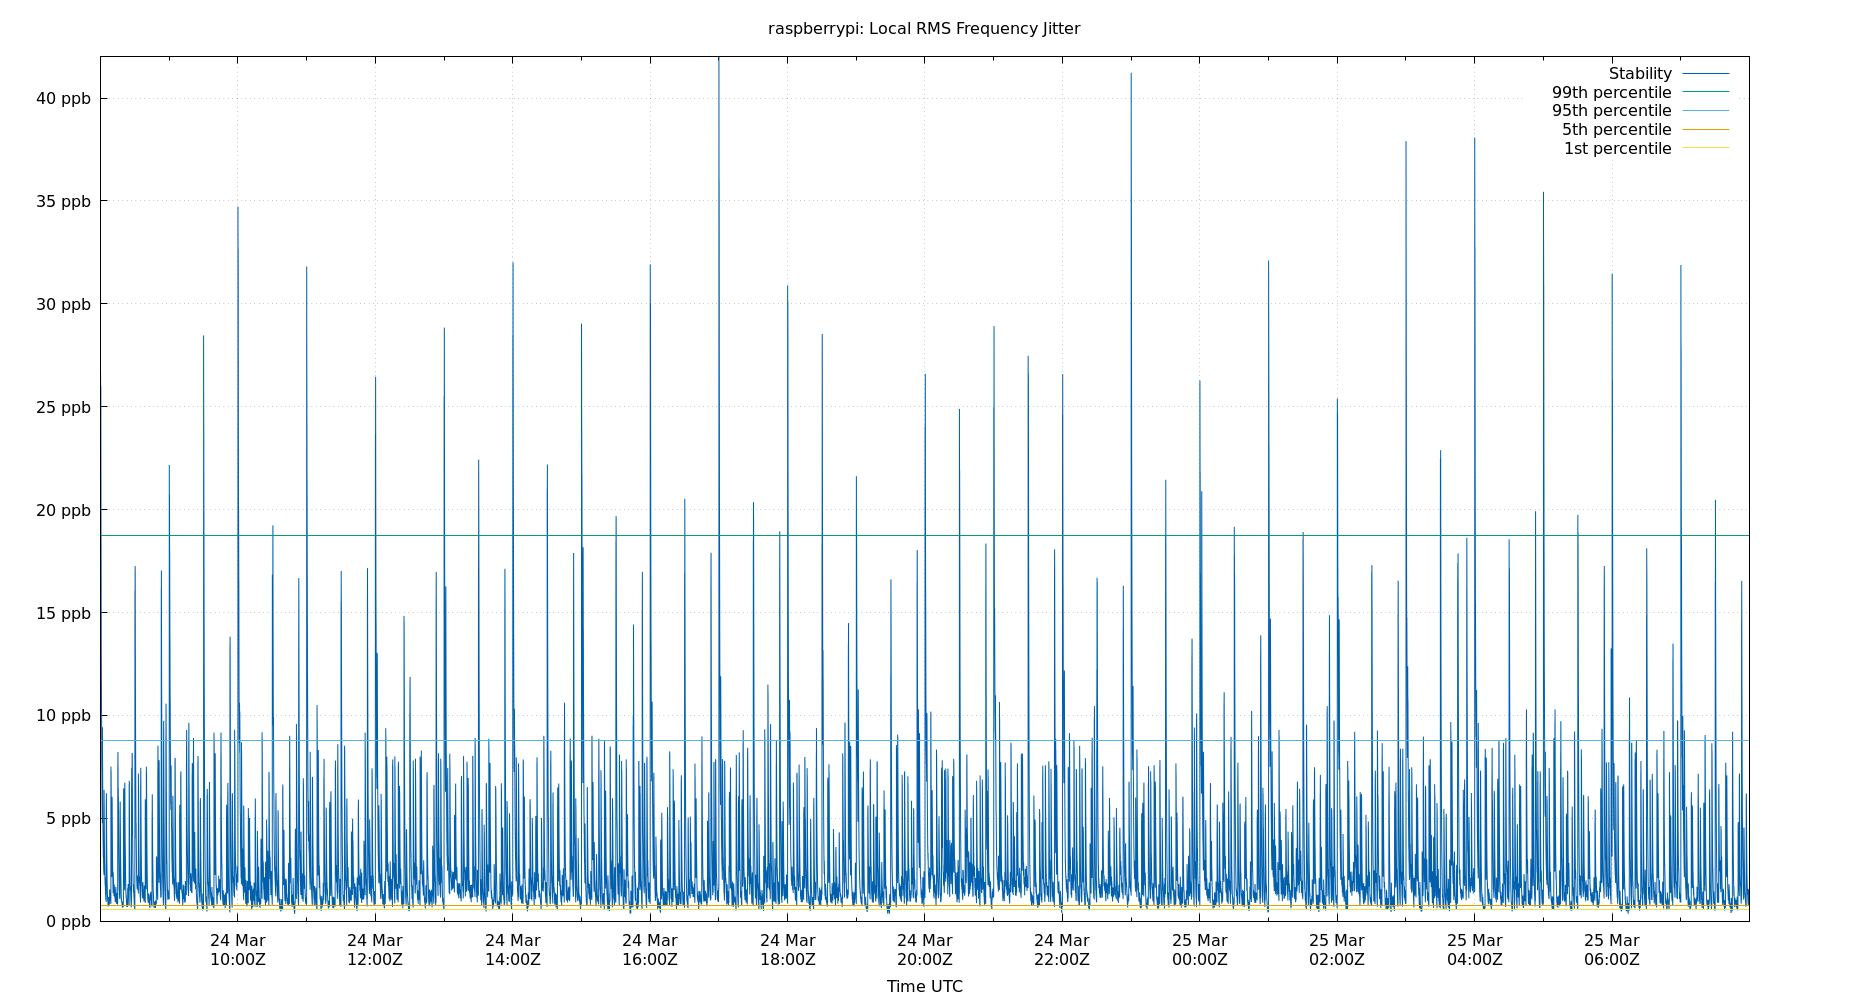 raspberrypi: Local RMS Frequency Jitter
Stability
99th percentile
95th percentile
5th percentile
1st percentile
40 ppb
35 ppb
30 ppb
25 ppb
20 ppb
15 ppb
10 ppb
5 ppb
0 ppb
24 Mar 24 Mar 24 Mar 24 Mar 24 Mar 24 Mar 24 Mar 25 Mar 25 Mar 25 Mar 25 Mar
10:00Z 12:00Z 14:00Z 16:00Z 18:00Z 20:00Z 22:00Z 00:00Z 02:00Z 04:00Z 06:00Z
Time UTC